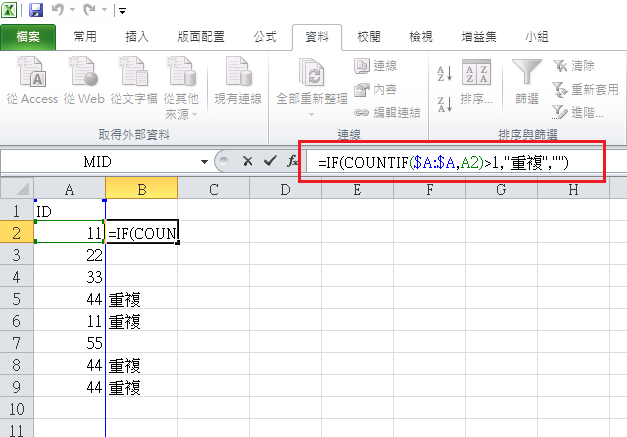 檔案 常用 插入 版面配置 公式 資料 校閱 檢視 增益集 小組
從 Access 從 Web 從文字檔 從其他來源 現有連線 全部重新整理 連線 內容 編輯連結 排序... 篩選 清除 重新套用 進階...
取得外部資料 連線 排序與篩選
MID fx =IF(COUNTIF($A:$A,A2)>1,"重複","")
A B C D E F G H
1 ID
2 11 =IF(COUN
3 22
4 33
5 44 重複
6 11 重複
7 55
8 44 重複
9 44 重複
10
11